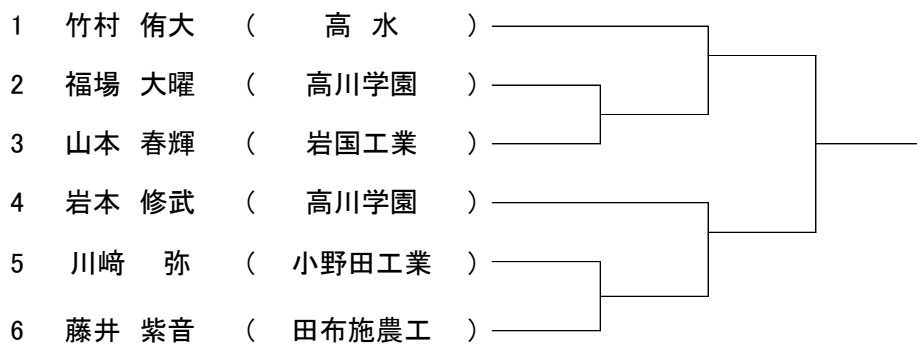 1 竹村 侑大 ( 高 水 )
2 福場 大曜 ( 高川学園 )
3 山本 春輝 ( 岩国工業 )
4 岩本 修武 ( 高川学園 )
5 川﨑 弥 ( 小野田工業 )
6 藤井 紫音 ( 田布施農工 )